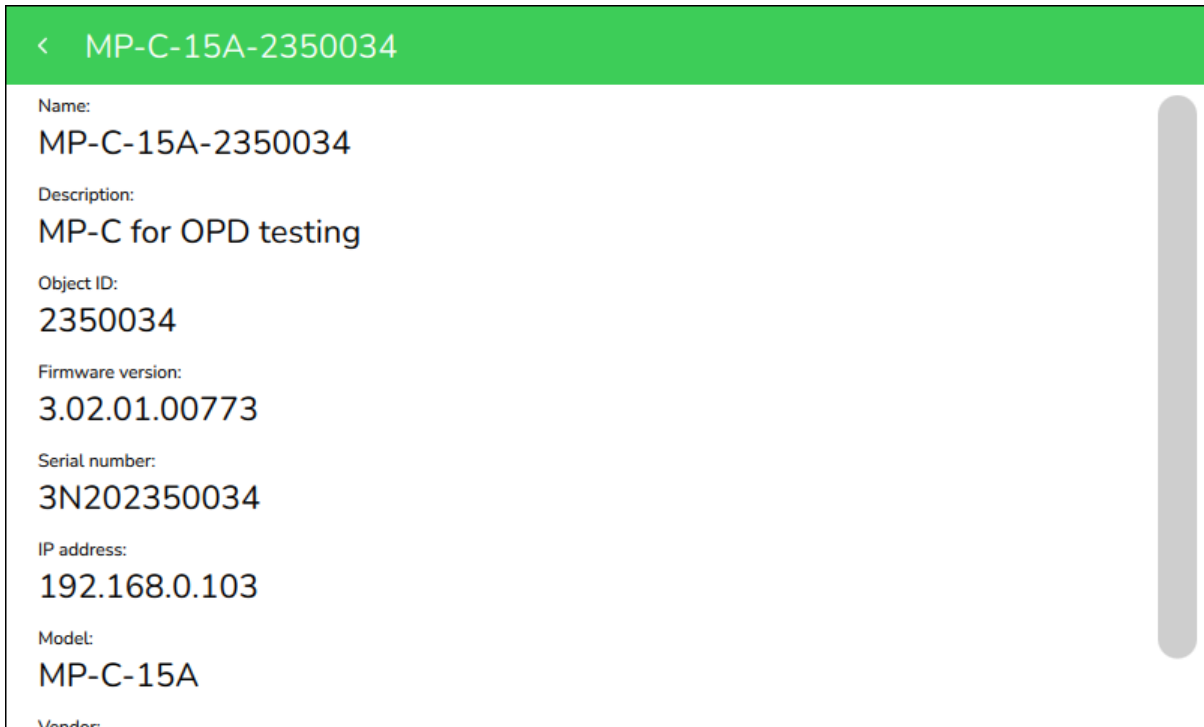 MP-C-15A-2350034
Name:
MP-C-15A-2350034
Description:
MP-C for OPD testing
Object ID:
2350034
Firmware version:
3.02.01.00773
Serial number:
3N202350034
IP address:
192.168.0.103
Model:
MP-C-15A
Vendor: